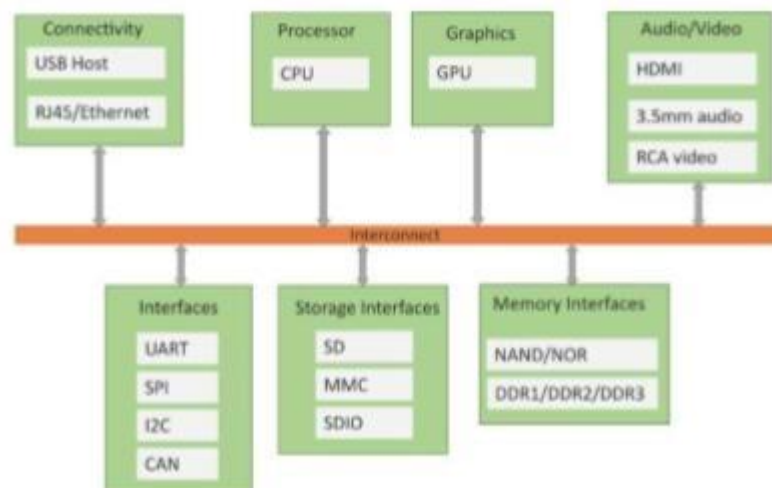 Connectivity
USB Host
RJ45/Ethernet
Processor
CPU
Graphics
GPU
Audio/Video
HDMI
3.5mm audio
RCA video
Interconnect
Interfaces
UART
SPI
I2C
CAN
Storage Interfaces
SD
MMC
SDIO
Memory Interfaces
NAND/NOR
DDR1/DDR2/DDR3